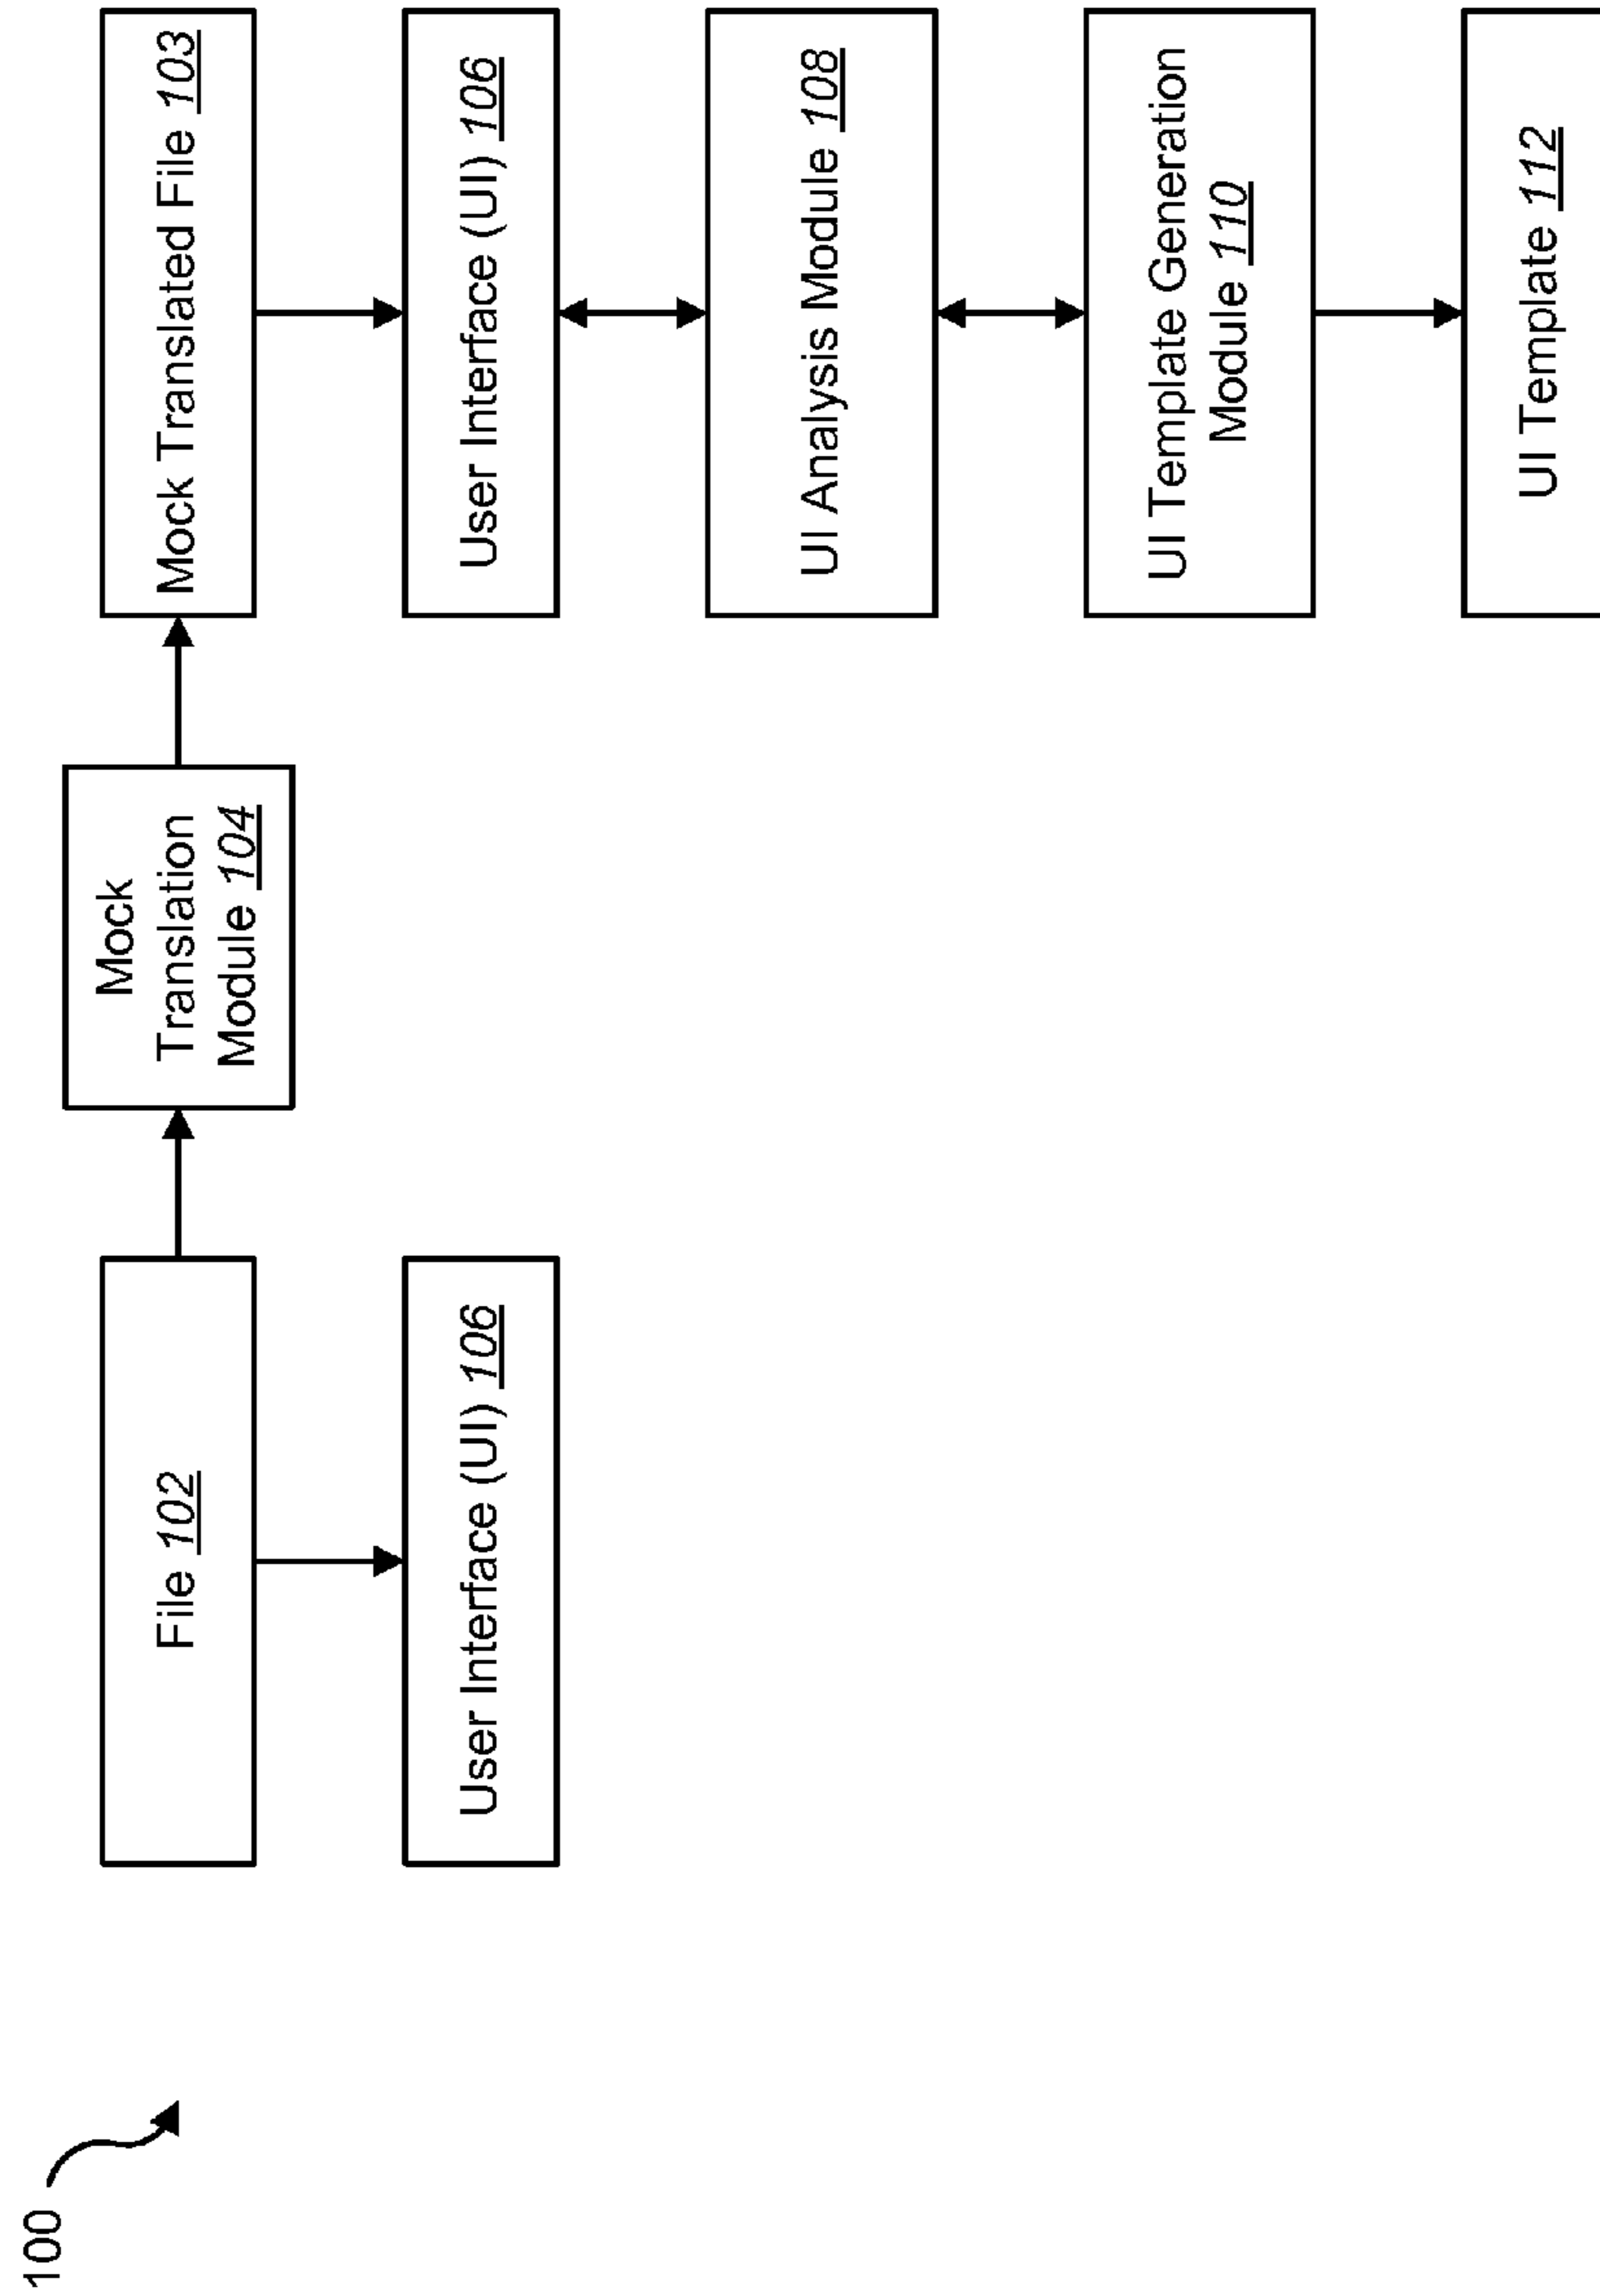 100
File 102
User Interface (UI) 106
Mock
Translation
Module 104
Mock Translated File 103
User Interface (UI) 106
UI Analysis Module 108
UI Template Generation
Module 110
UI Template 112